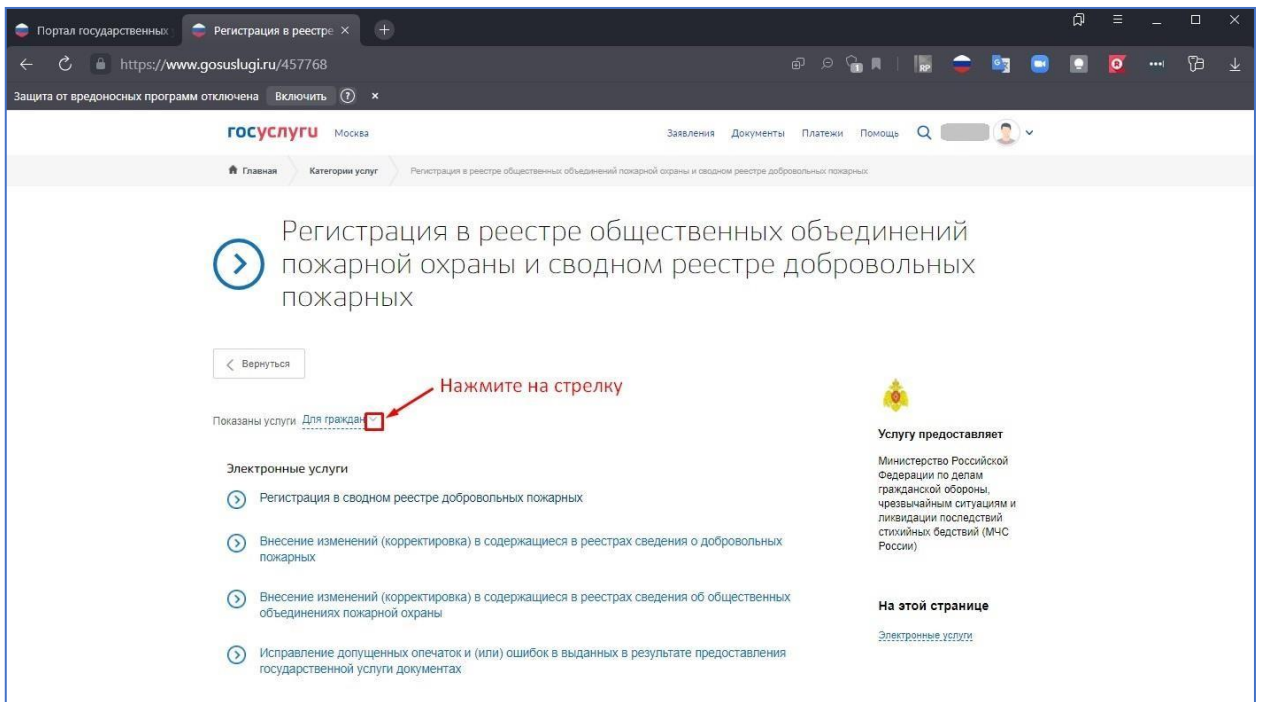 Портал государственных
Регистрация в реестре
https://www.gosuslugi.ru/457768
RP
Защита от вредоносных программ отключена Включить
госуслуги Москва
Заявления Документы Платежи Помощь
Главная Категории услуг Регистрация в реестре общественных объединений пожарной охраны и сводном реестре добровольных пожарных
Регистрация в реестре общественных объединений
пожарной охраны и сводном реестре добровольных
пожарных
Вернуться
Нажмите на стрелку
Показаны услуги Для граждан
Электронные услуги
Регистрация в сводном реестре добровольных пожарных
Внесение изменений (корректировка) в содержащиеся в реестрах сведения о добровольных
пожарных
Внесение изменений (корректировка) в содержащиеся в реестрах сведения об общественных
объединениях пожарной охраны
Исправление допущенных опечаток и (или) ошибок в выданных в результате предоставления
государственной услуги документах
Услугу предоставляет
Министерство Российской
Федерации по делам
гражданской обороны,
чрезвычайным ситуациям и
ликвидации последствий
стихийных бедствий (МЧС
России)
На этой странице
Электронные услуги